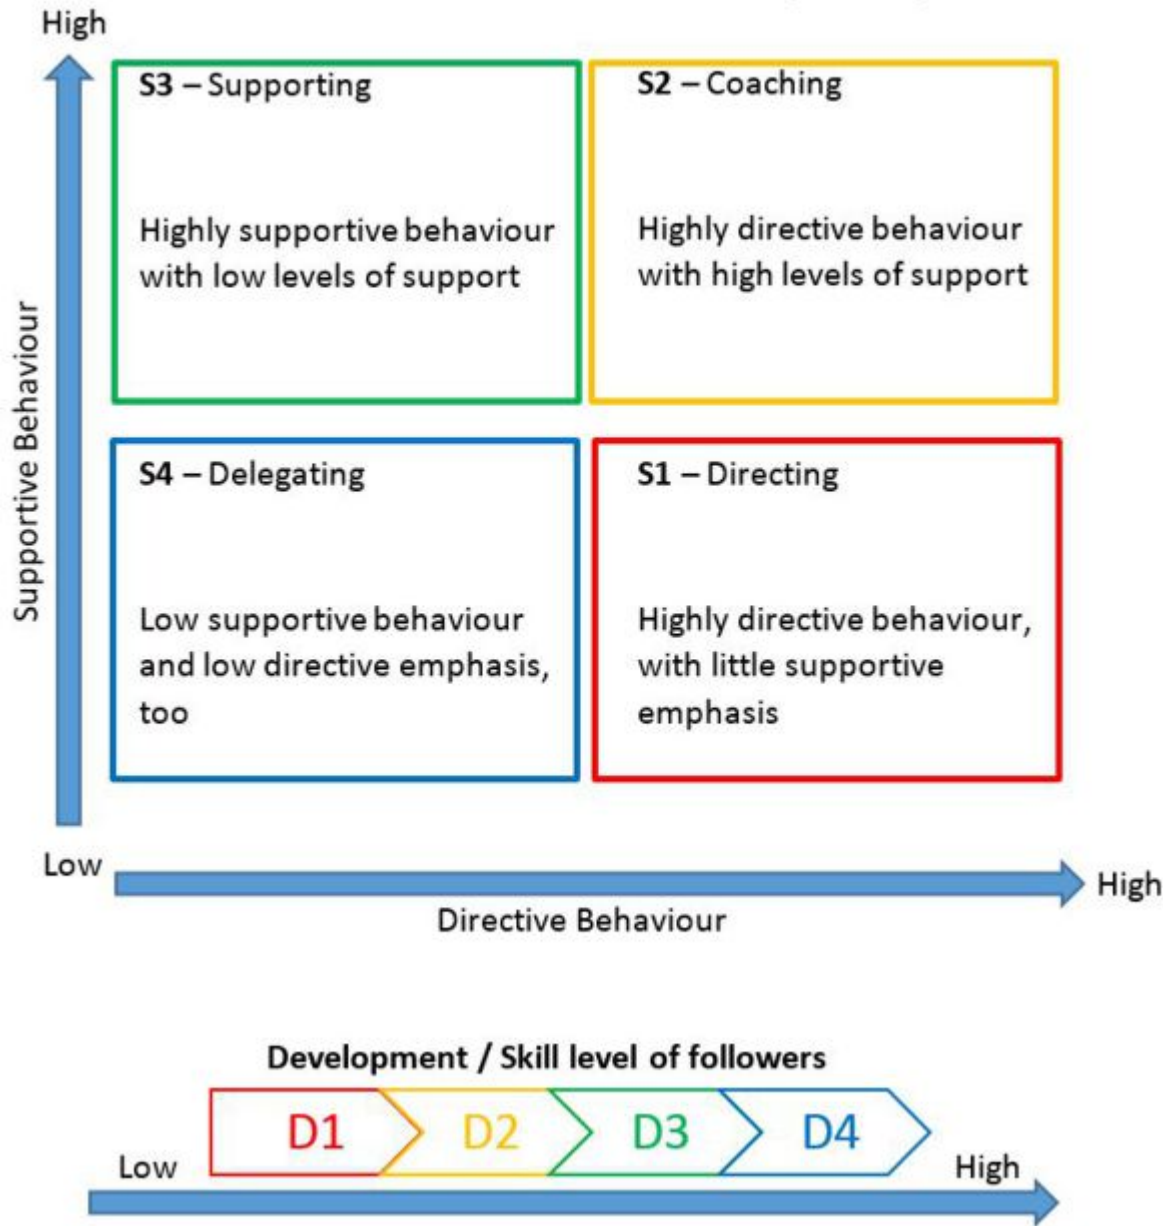 High
S3 – Supporting
Highly supportive behaviour
with low levels of support
S2 – Coaching
Highly directive behaviour
with high levels of support
Supportive Behaviour
S4 – Delegating
Low supportive behaviour
and low directive emphasis,
too
S1 – Directing
Highly directive behaviour,
with little supportive
emphasis
Low
High
Directive Behaviour
Development / Skill level of followers
D1
D2
D3
D4
Low
High